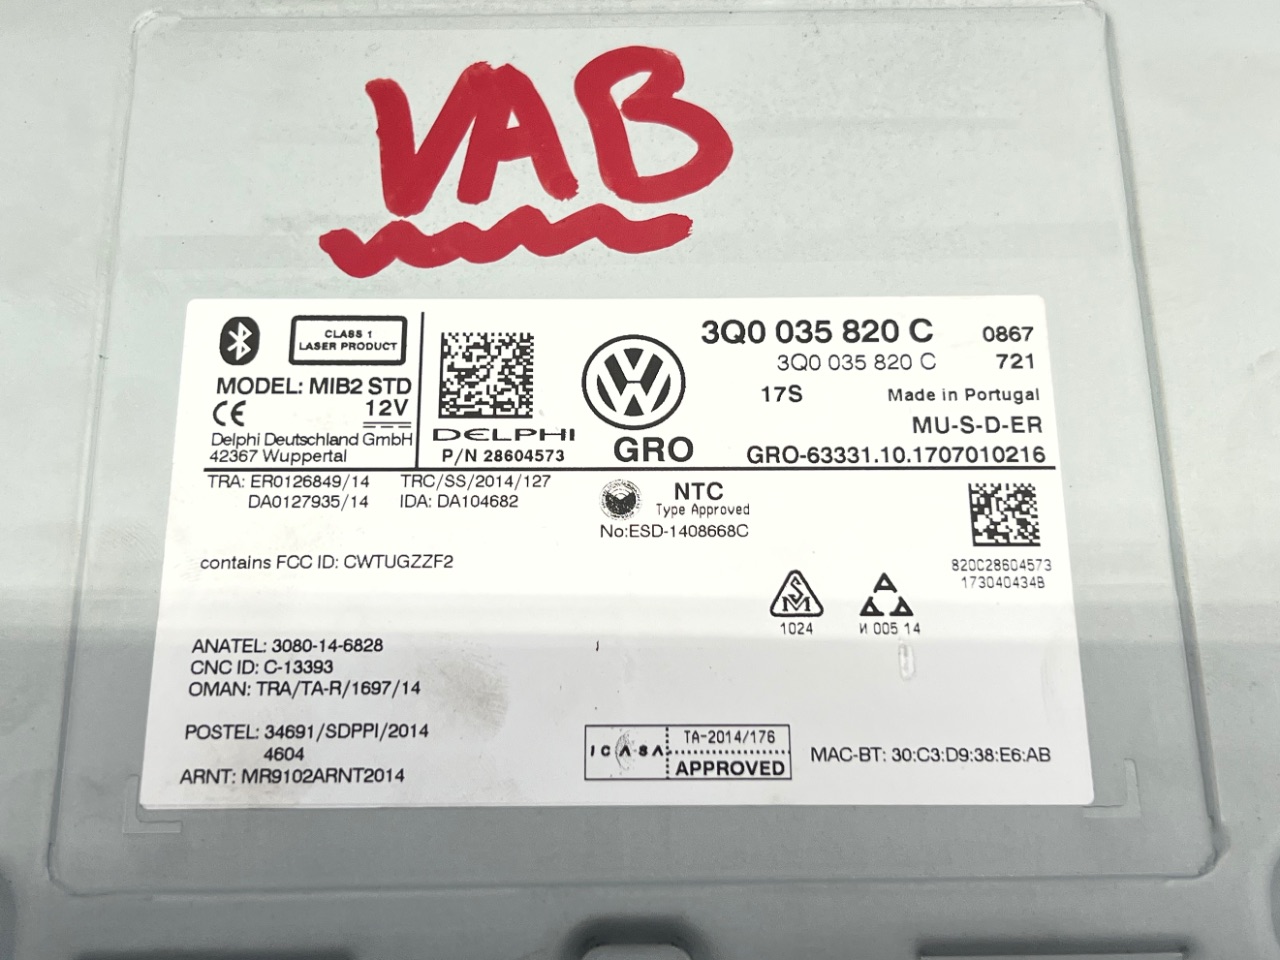 VAB
CLASS 1
LASER PRODUCT
MODEL: MIB2 STD
12V
Delphi Deutschland GmbH
42367 Wuppertal
DELPHI
P/N 28604573
GRO
3Q0 035 820 C 0867
3Q0 035 820 C 721
17S Made in Portugal
MU-S-D-ER
GRO-63331.10.1707010216
TRA: ER0126849/14
DA0127935/14
TRC/SS/2014/127
IDA: DA104682
NTC
Type Approved
No:ESD-1408668C
contains FCC ID: CWTUGZZF2
820C28604573
173040434B
1024
И 005 14
ANATEL: 3080-14-6828
CNC ID: C-13393
OMAN: TRA/TA-R/1697/14
POSTEL: 34691/SDPPI/2014
4604
ARNT: MR9102ARNT2014
ICASA
TA-2014/176
APPROVED
MAC-BT: 30:C3:D9:38:E6:AB